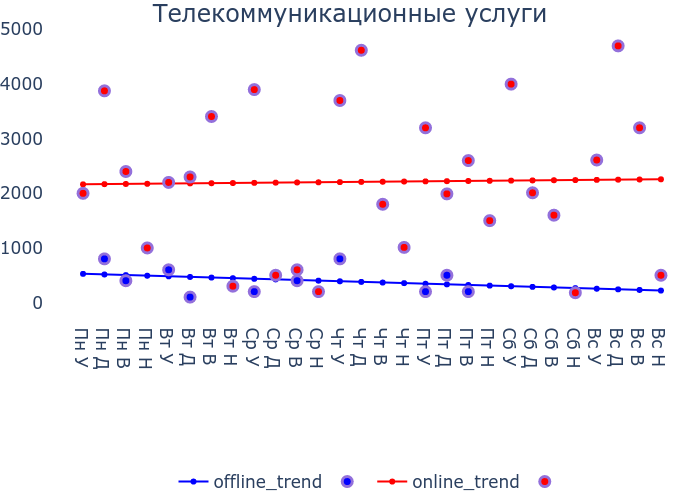 Телекоммуникационные услуги
5000
4000
3000
2000
1000
0
Пн У
Пн Д
Пн В
Пн Н
Вт У
Вт Д
Вт В
Вт Н
Ср У
Ср Д
Ср В
Ср Н
Чт У
Чт Д
Чт В
Чт Н
Пт У
Пт Д
Пт В
Пт Н
Сб У
Сб Д
Сб В
Сб Н
Вс У
Вс Д
Вс В
Вс Н
offline_trend online_trend